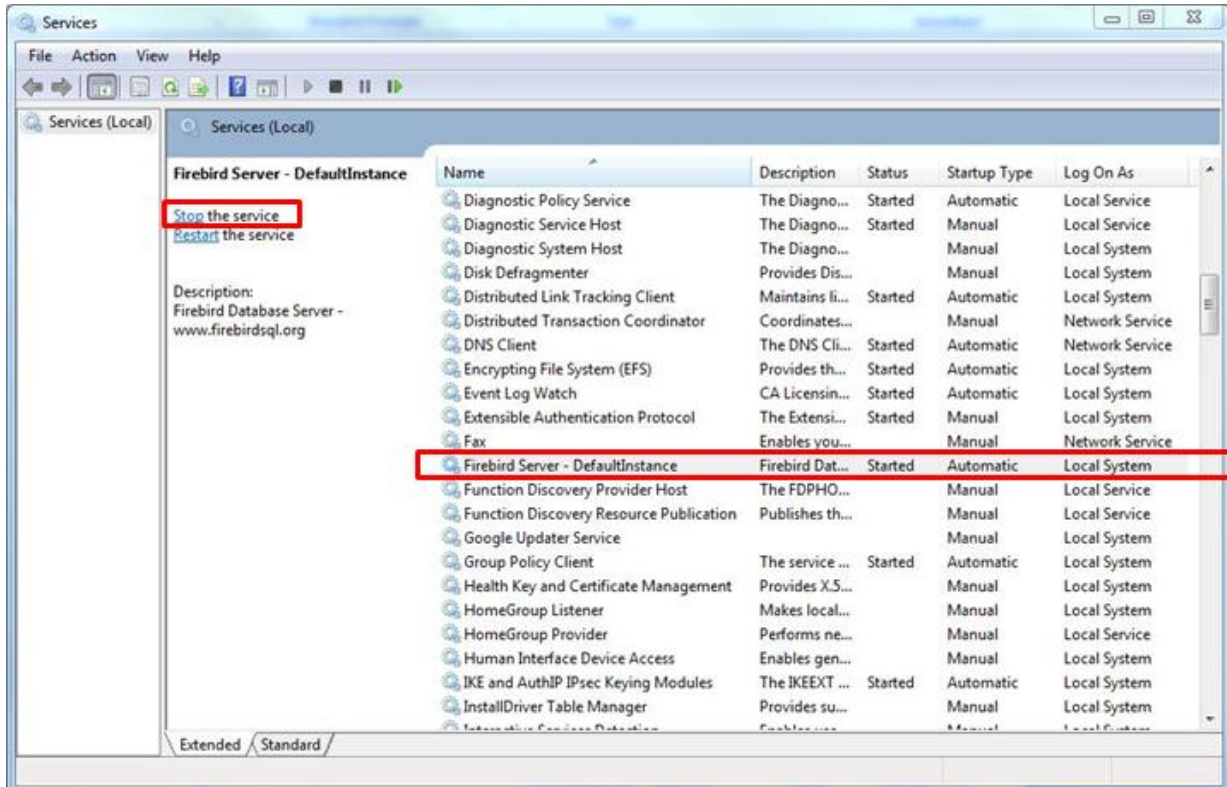 Services
File Action View Help
Services (Local)
Services (Local)
Firebird Server - DefaultInstance
Stop the service
Restart the service
Description:
Firebird Database Server -
www.firebirdsql.org
Name Description Status Startup Type Log On As
Diagnostic Policy Service The Diagno... Started Automatic Local Service
Diagnostic Service Host The Diagno... Started Manual Local Service
Diagnostic System Host The Diagno... Manual Local System
Disk Defragmenter Provides Dis... Manual Local System
Distributed Link Tracking Client Maintains li... Started Automatic Local System
Distributed Transaction Coordinator Coordinates... Manual Network Service
DNS Client The DNS Cli... Started Automatic Network Service
Encrypting File System (EFS) Provides th... Started Automatic Local System
Event Log Watch CA Licensin... Started Automatic Local System
Extensible Authentication Protocol The Extensi... Started Manual Local System
Fax Enables you... Manual Network Service
Firebird Server - DefaultInstance Firebird Dat... Started Automatic Local System
Function Discovery Provider Host The FDPHO... Manual Local Service
Function Discovery Resource Publication Publishes th... Manual Local Service
Google Updater Service Manual Local System
Group Policy Client The service ... Started Automatic Local System
Health Key and Certificate Management Provides X.5... Manual Local System
HomeGroup Listener Makes local... Manual Local System
HomeGroup Provider Performs ne... Manual Local Service
Human Interface Device Access Enables gen... Manual Local System
IKE and AuthIP IPsec Keying Modules The IKEEXT ... Started Automatic Local System
InstallDriver Table Manager Provides su... Manual Local System
Extended Standard